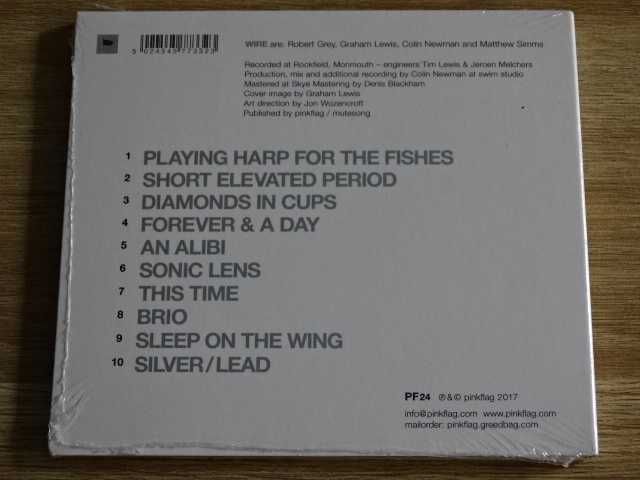 5 024545 773323
WIRE are: Robert Grey, Graham Lewis, Colin Newman and Matthew Simms
Recorded at Rockfield, Monmouth – engineers Tim Lewis & Jeroen Melchers
Production, mix and additional recording by Colin Newman at swim studio
Mastered at Skye Mastering by Denis Blackham
Cover image by Graham Lewis
Art direction by Jon Wozencroft
Published by pinkflag / mutesong
1 PLAYING HARP FOR THE FISHES
2 SHORT ELEVATED PERIOD
3 DIAMONDS IN CUPS
4 FOREVER & A DAY
5 AN ALIBI
6 SONIC LENS
7 THIS TIME
8 BRIO
9 SLEEP ON THE WING
10 SILVER/LEAD
PF24 ℗ & © pinkflag 2017
info@pinkflag.com www.pinkflag.com
mailorder: pinkflag.greedbag.com